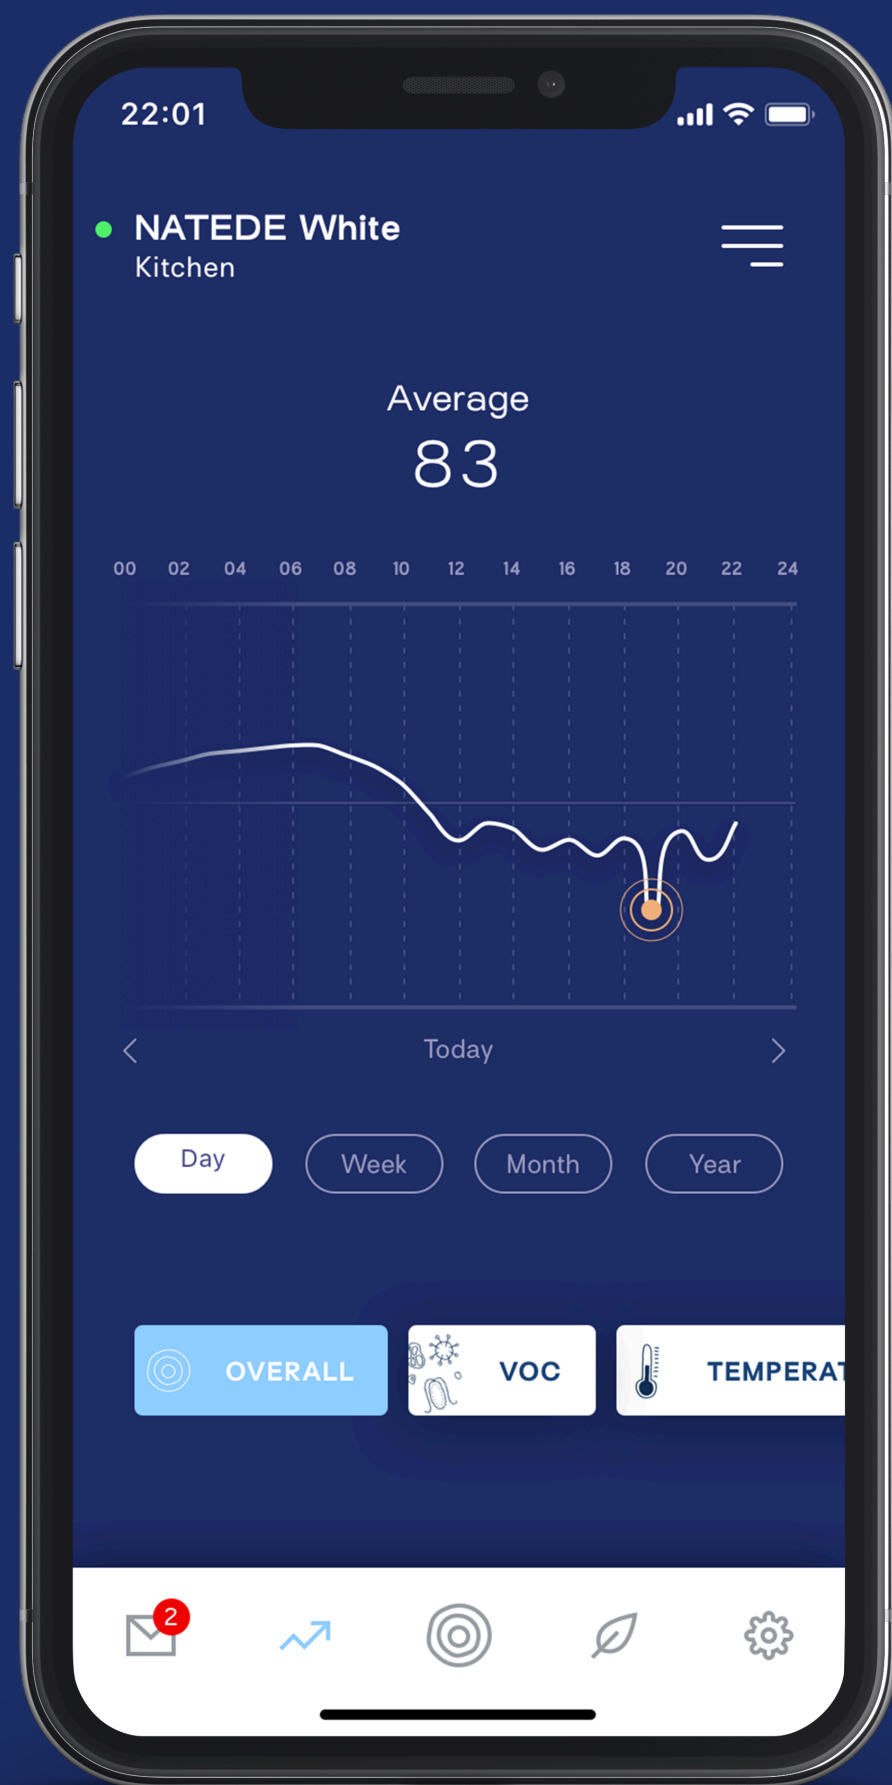 22:01
NATEDE White
Kitchen
Average
83
00 02 04 06 08 10 12 14 16 18 20 22 24
Today
Day Week Month Year
OVERALL VOC TEMPERAT
2